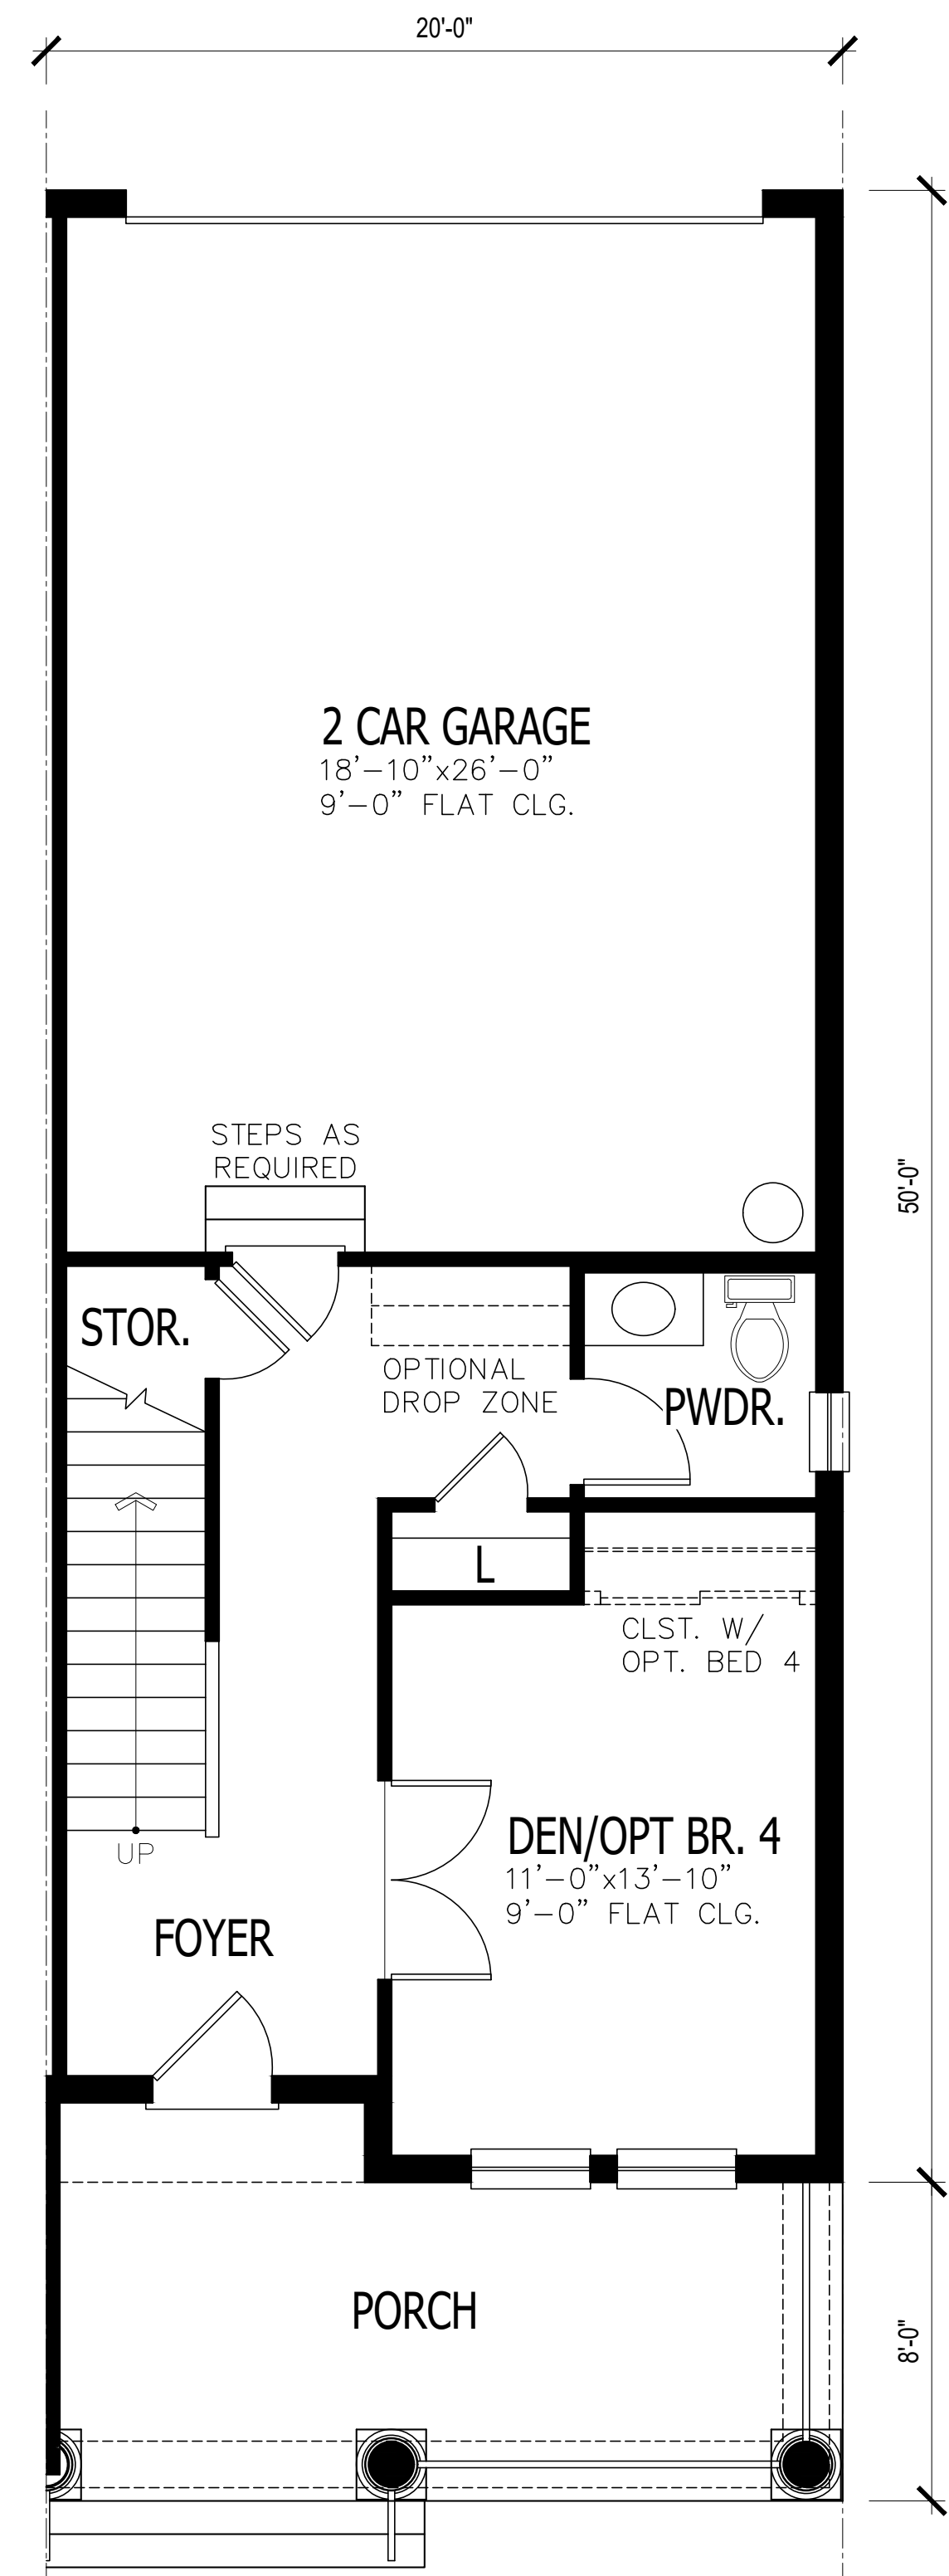 20'-0"
2 CAR GARAGE
18'-10"x26'-0"
9'-0" FLAT CLG.
STEPS AS
REQUIRED
50'-0"
STOR.
OPTIONAL
DROP ZONE
PWDR.
L
CLST. W/
OPT. BED 4
UP
DEN/OPT BR. 4
11'-0"x13'-10"
9'-0" FLAT CLG.
FOYER
PORCH
8'-0"